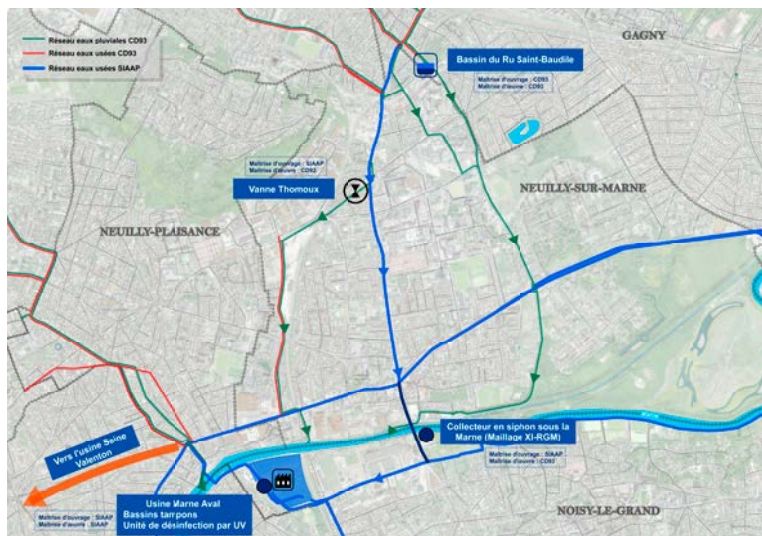 Réseau eaux pluviales CD93
Réseau eaux usées CD93
Réseau eaux usées SIAAP
GAGNY
Bassin du Ru Saint-Baudile
Maîtrise d'ouvrage : CD93
Maîtrise d'œuvre : CD93
Maîtrise d'ouvrage : SIAAP
Maîtrise d'œuvre : CD93
Vanne Thomoux
NEUILLY-SUR-MARNE
NEUILLY-PLAISANCE
Collecteur en siphon sous la
Marne (Maillage XI-RGM)
Maîtrise d'ouvrage : SIAAP
Maîtrise d'œuvre : CD93
Vers l'usine Seine
Valenton
Usine Marne Aval
Bassins tampons
Unité de désinfection par UV
Maîtrise d'ouvrage : SIAAP
Maîtrise d'œuvre : SIAAP
NOISY-LE-GRAND